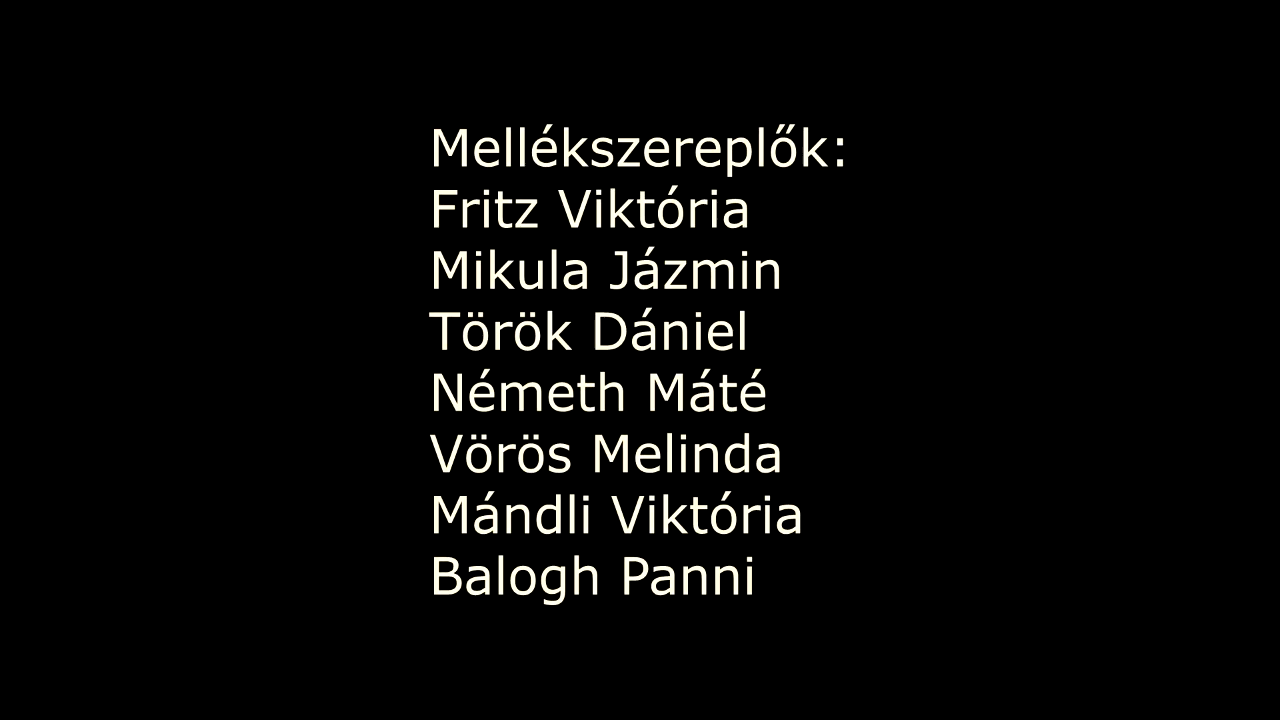 Mellékszereplők:
Fritz Viktória
Mikula Jázmin
Török Dániel
Németh Máté
Vörös Melinda
Mándli Viktória
Balogh Panni